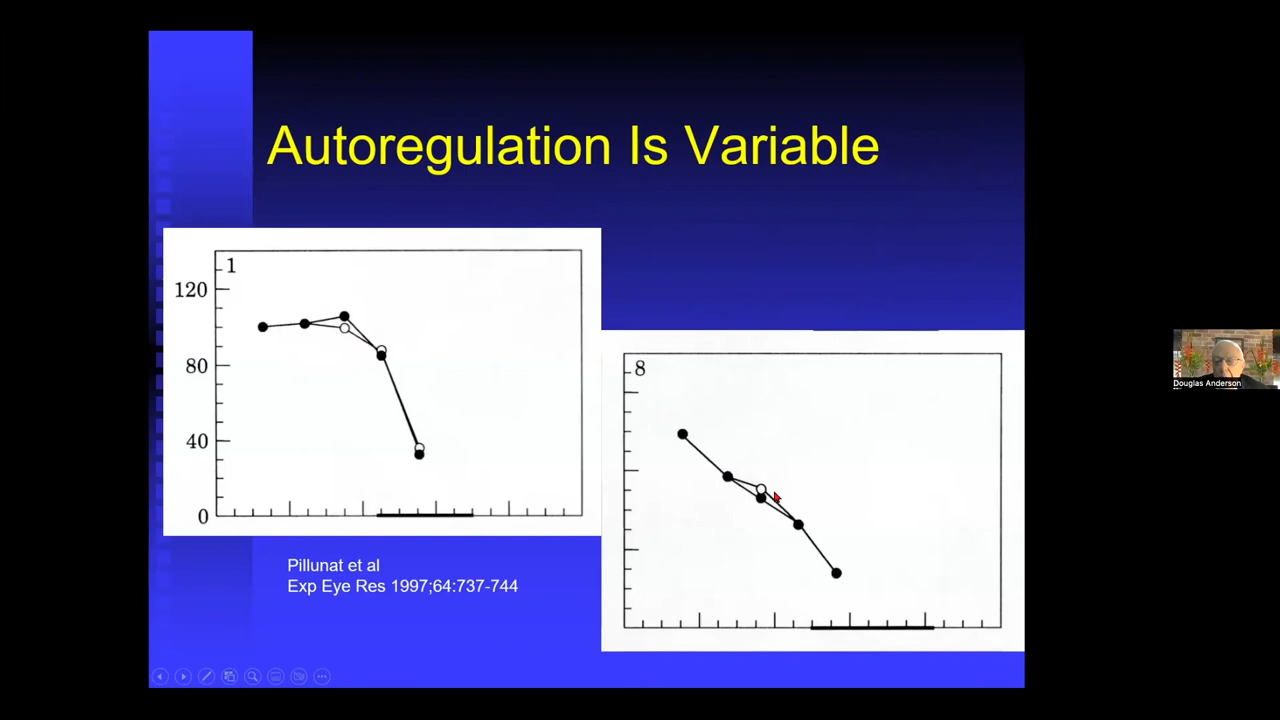 Autoregulation Is Variable
1
120
80
40
0
8
Pillunat et al
Exp Eye Res 1997;64:737-744
Douglas Anderson